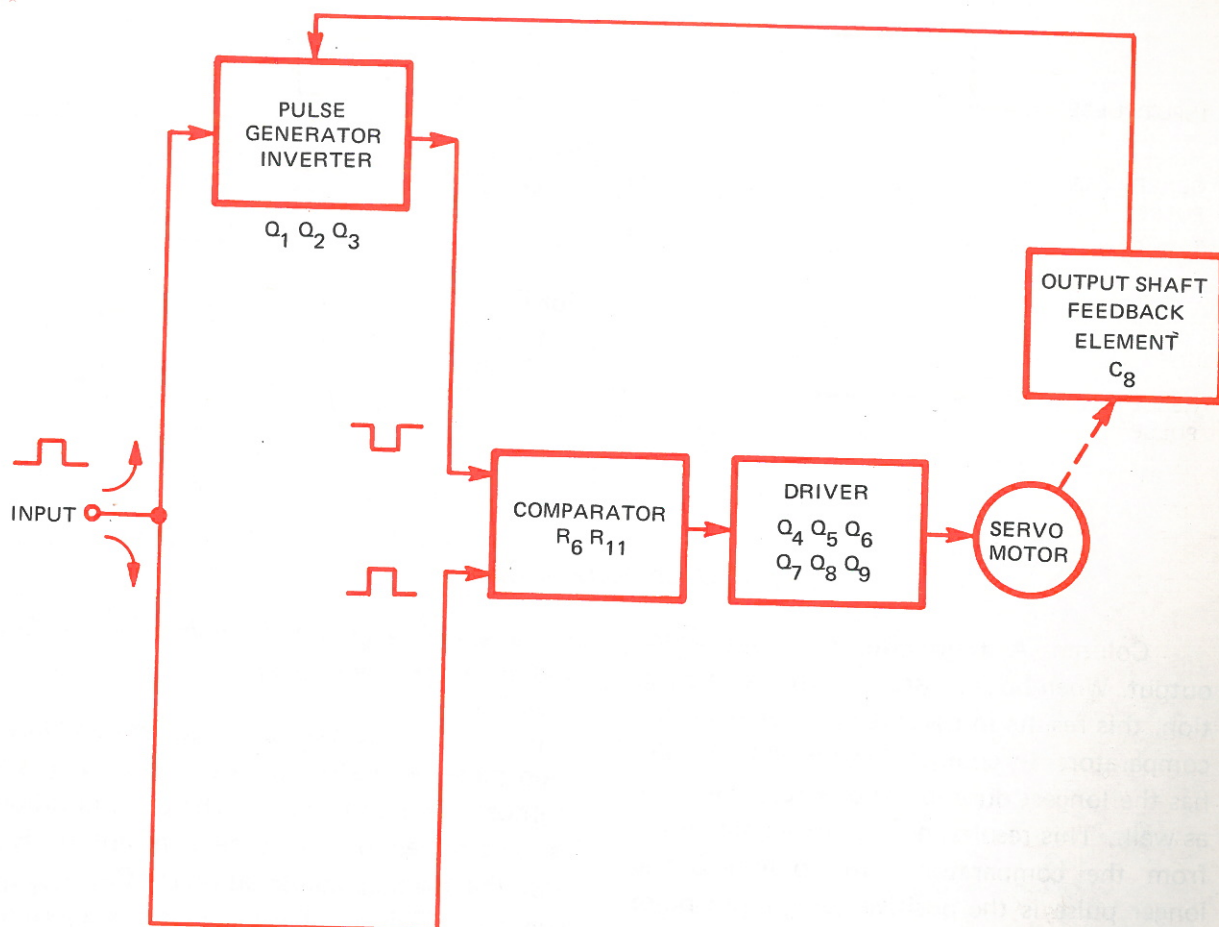 PULSE
GENERATOR
INVERTER
Q1 Q2 Q3
OUTPUT SHAFT
FEEDBACK
ELEMENT
C8
INPUT
COMPARATOR
R6 R11
DRIVER
Q4 Q5 Q6
Q7 Q8 Q9
SERVO
MOTOR